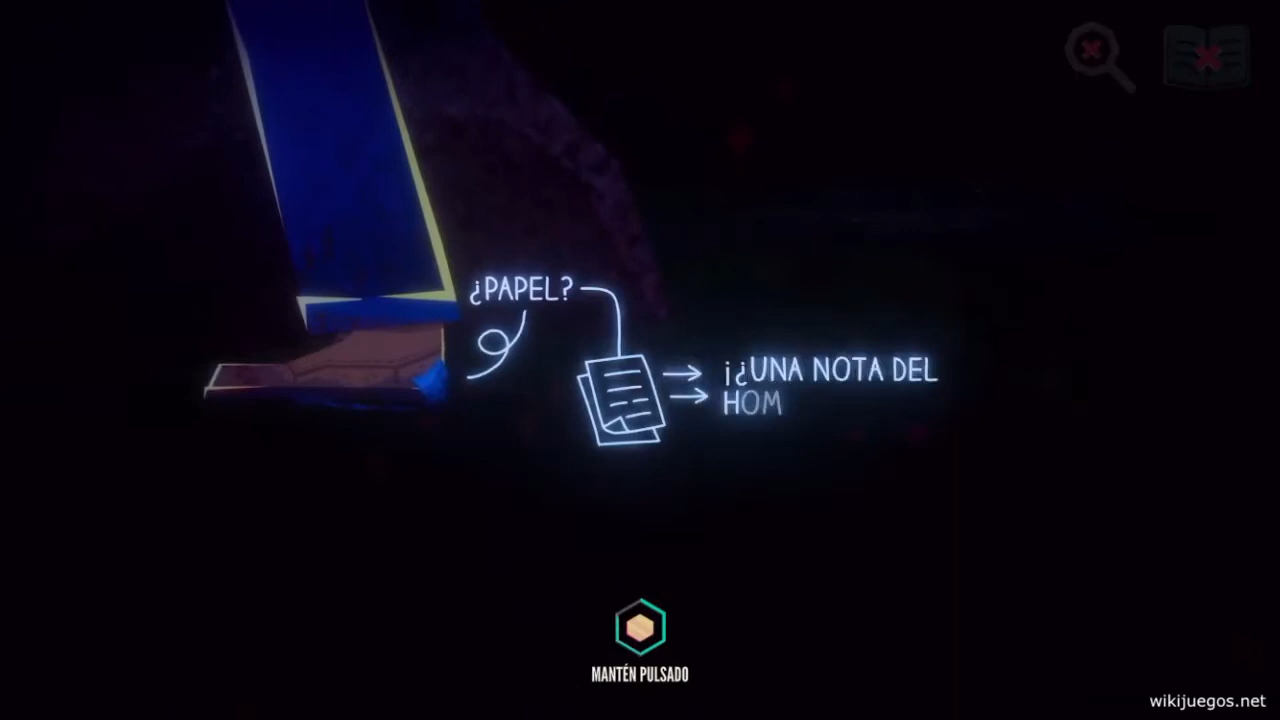 ¿PAPEL?
¡¿UNA NOTA DEL
HOM
MANTÉN PULSADO
wikijuegos.net